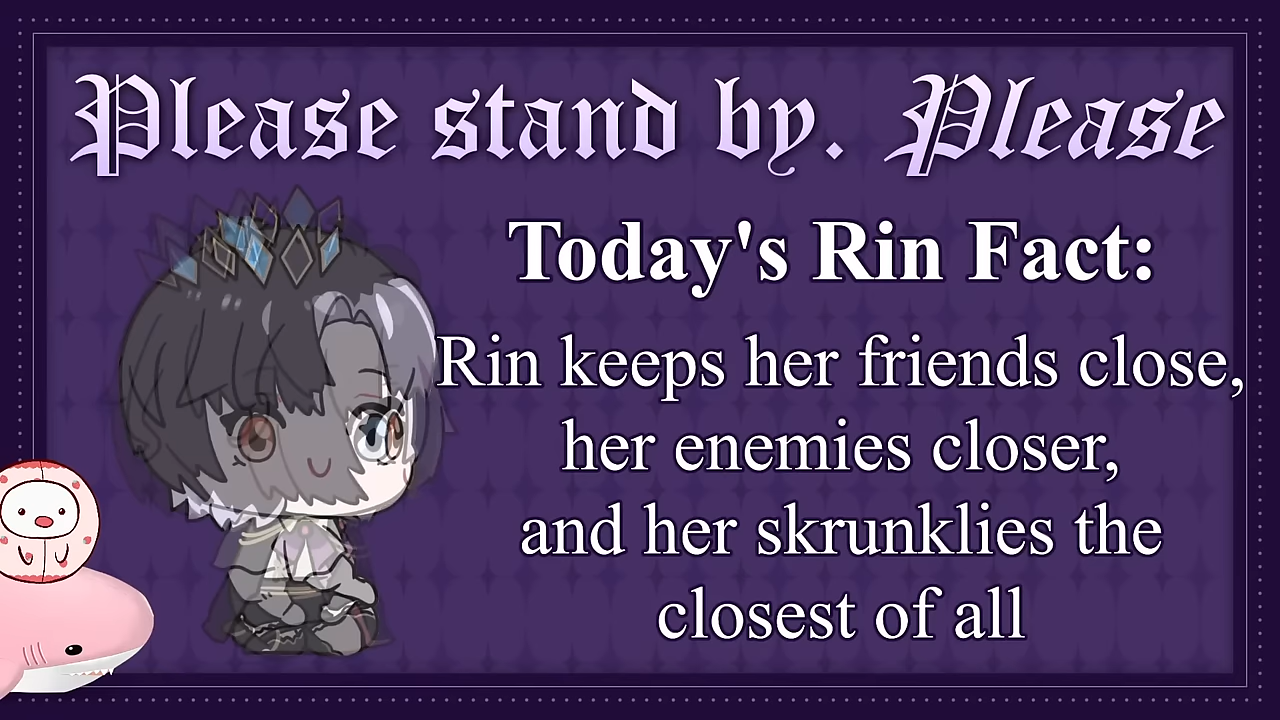 Please stand by. Please
Today's Rin Fact:
Rin keeps her friends close,
her enemies closer,
and her skrunklies the
closest of all